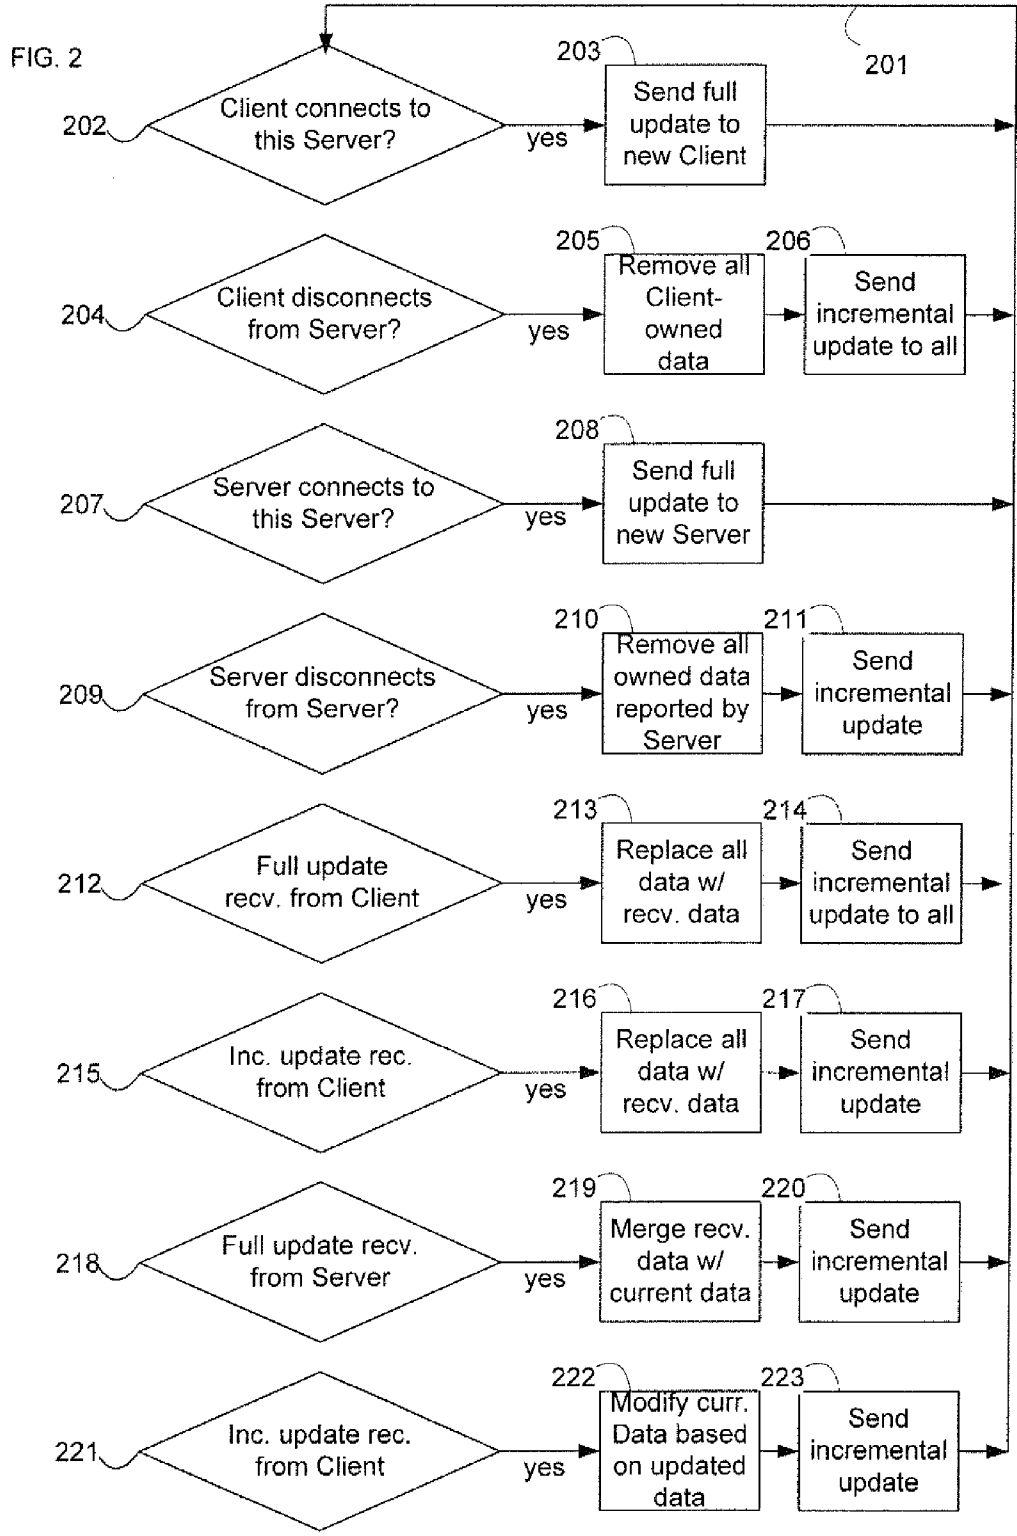 FIG. 2
201
202
Client connects to
this Server?
yes
203
Send full
update to
new Client
204
Client disconnects
from Server?
yes
205
Remove all
Client-
owned
data
206
Send
incremental
update to all
207
Server connects to
this Server?
yes
208
Send full
update to
new Server
209
Server disconnects
from Server?
yes
210
Remove all
owned data
reported by
Server
211
Send
incremental
update
212
Full update
recv. from Client
yes
213
Replace all
data w/
recv. data
214
Send
incremental
update to all
215
Inc. update rec.
from Client
yes
216
Replace all
data w/
recv. data
217
Send
incremental
update
218
Full update recv.
from Server
yes
219
Merge recv.
data w/
current data
220
Send
incremental
update
221
Inc. update rec.
from Client
yes
222
Modify curr.
Data based
on updated
data
223
Send
incremental
update